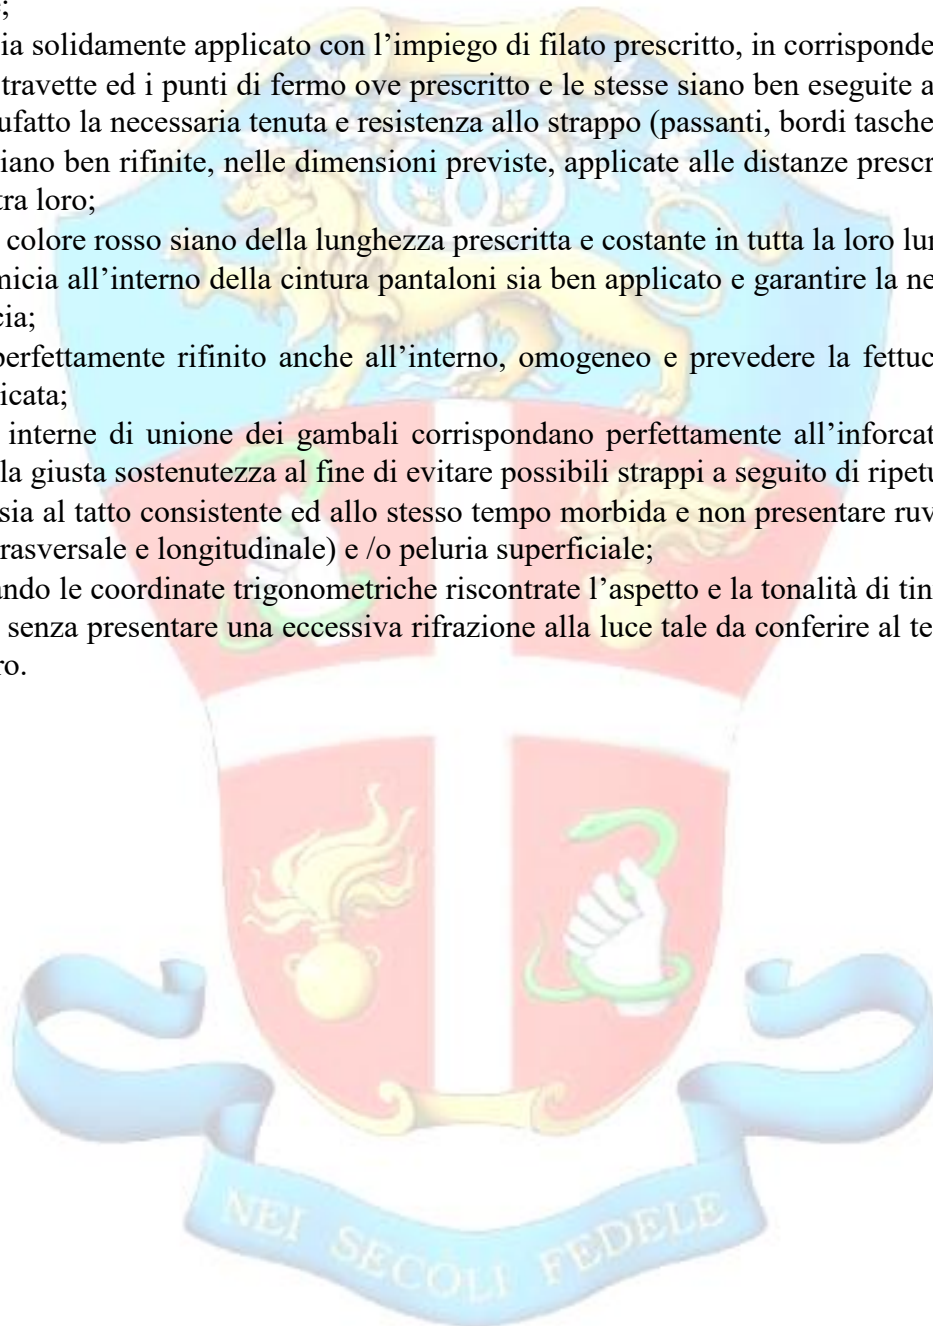 ;
ia solidamente applicato con l’impiego di filato prescritto, in corrisponde
travette ed i punti di fermo ove prescritto e le stesse siano ben eseguite a
ufatto la necessaria tenuta e resistenza allo strappo (passanti, bordi tasche
iano ben rifinite, nelle dimensioni previste, applicate alle distanze prescr
tra loro;
colore rosso siano della lunghezza prescritta e costante in tutta la loro lu
micia all’interno della cintura pantaloni sia ben applicato e garantire la ne
cia;
perfettamente rifinito anche all’interno, omogeneo e prevedere la fettuc
icata;
interne di unione dei gambali corrispondano perfettamente all’inforcat
la giusta sostenutezza al fine di evitare possibili strappi a seguito di ripetu
sia al tatto consistente ed allo stesso tempo morbida e non presentare ruv
rasversale e longitudinale) e /o peluria superficiale;
ando le coordinate trigonometriche riscontrate l’aspetto e la tonalità di tin
senza presentare una eccessiva rifrazione alla luce tale da conferire al te
ro.
NEI SECOLI FEDELE